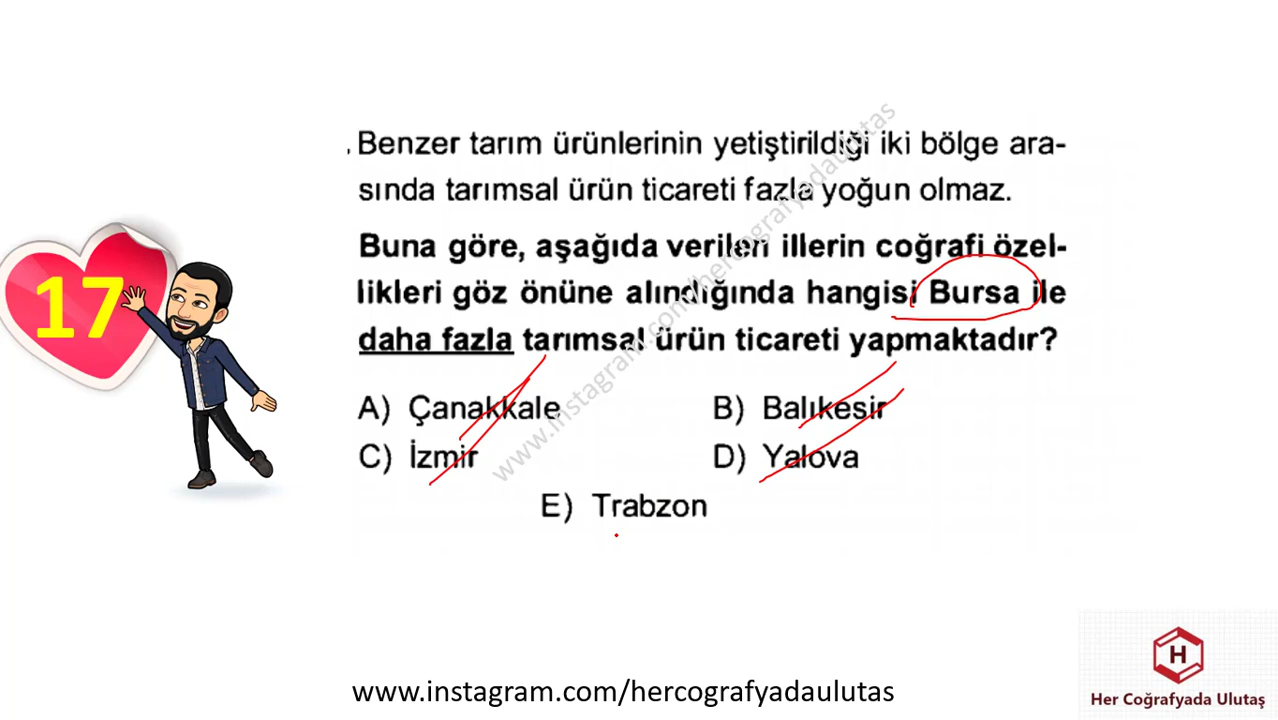 Benzer tarım ürünlerinin yetiştirildiği iki bölge ara-
sında tarımsal ürün ticareti fazla yoğun olmaz.
Buna göre, aşağıda verilen illerin coğrafi özel-
likleri göz önüne alındığında hangisi Bursa ile
daha fazla tarımsal ürün ticareti yapmaktadır?
A) Çanakkale B) Balıkesir
C) İzmir D) Yalova
E) Trabzon
17
www.instagram.com/hercografyadaulutas
www.instagram.com/hercografyadaulutas
H
Her Coğrafyada Ulutaş